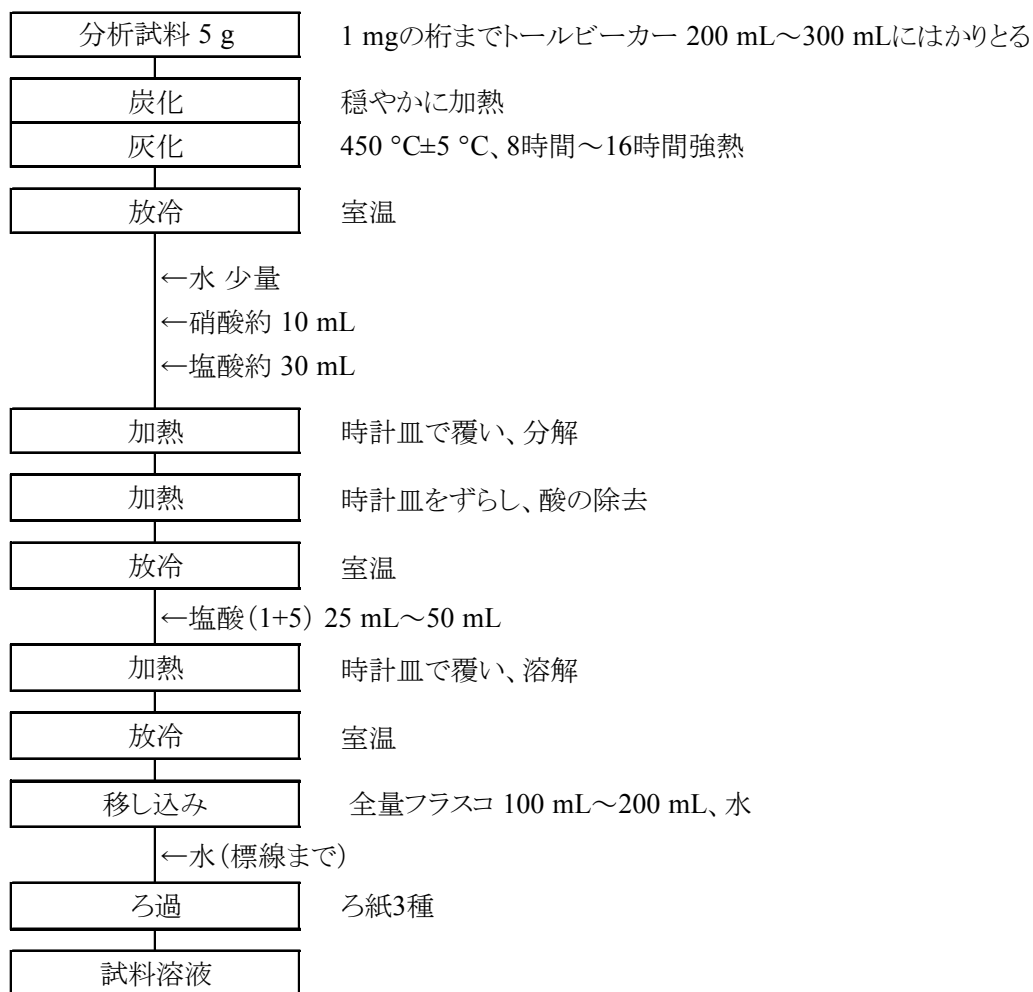 分析試料 5 g 1 mgの桁までトールビーカー 200 mL～300 mLにはかりとる
炭化 穏やかに加熱
灰化 450 °C±5 °C、8時間～16時間強熱
放冷 室温
←水 少量
←硝酸約 10 mL
←塩酸約 30 mL
加熱 時計皿で覆い、分解
加熱 時計皿をずらし、酸の除去
放冷 室温
←塩酸（1+5） 25 mL～50 mL
加熱 時計皿で覆い、溶解
放冷 室温
移し込み 全量フラスコ 100 mL～200 mL、水
←水（標線まで）
ろ過 ろ紙3種
試料溶液